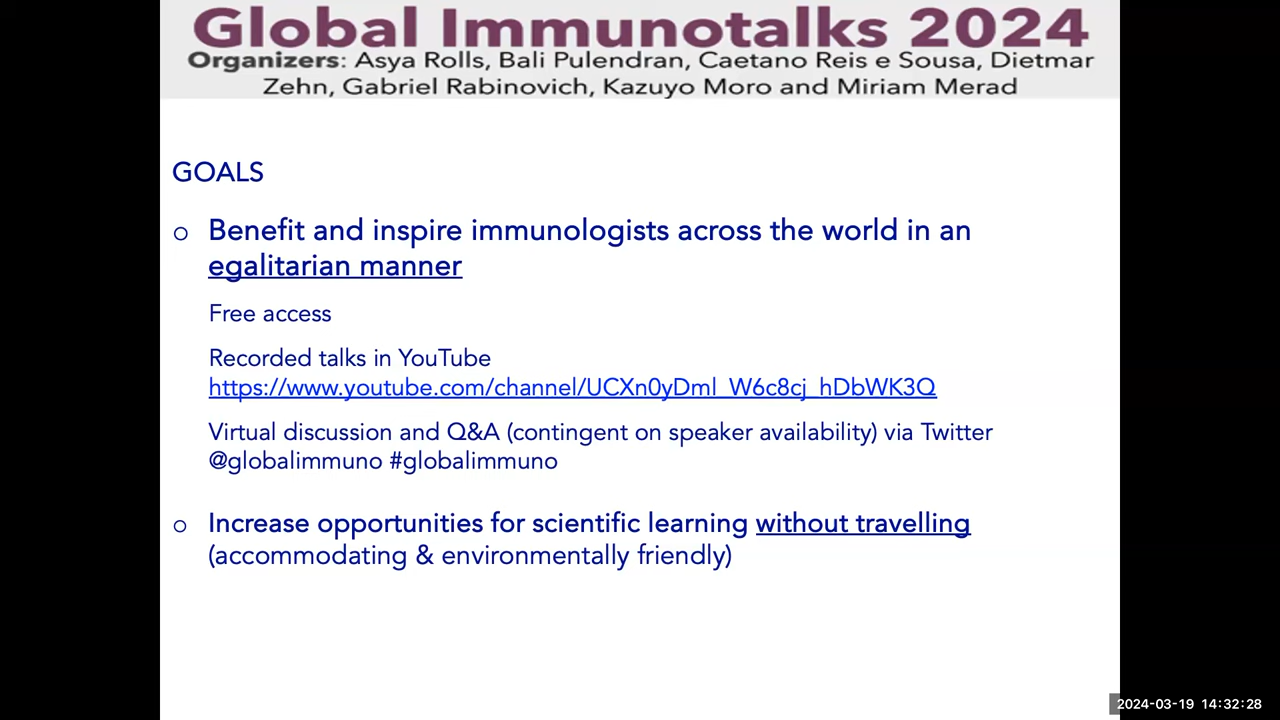 Global Immunotalks 2024
Organizers: Asya Rolls, Bali Pulendran, Caetano Reis e Sousa, Dietmar
Zehn, Gabriel Rabinovich, Kazuyo Moro and Miriam Merad
GOALS
o Benefit and inspire immunologists across the world in an
egalitarian manner
Free access
Recorded talks in YouTube
https://www.youtube.com/channel/UCXn0yDml_W6c8cj_hDbWK3Q
Virtual discussion and Q&A (contingent on speaker availability) via Twitter
@globalimmuno #globalimmuno
o Increase opportunities for scientific learning without travelling
(accommodating & environmentally friendly)
2024-03-19 14:32:28